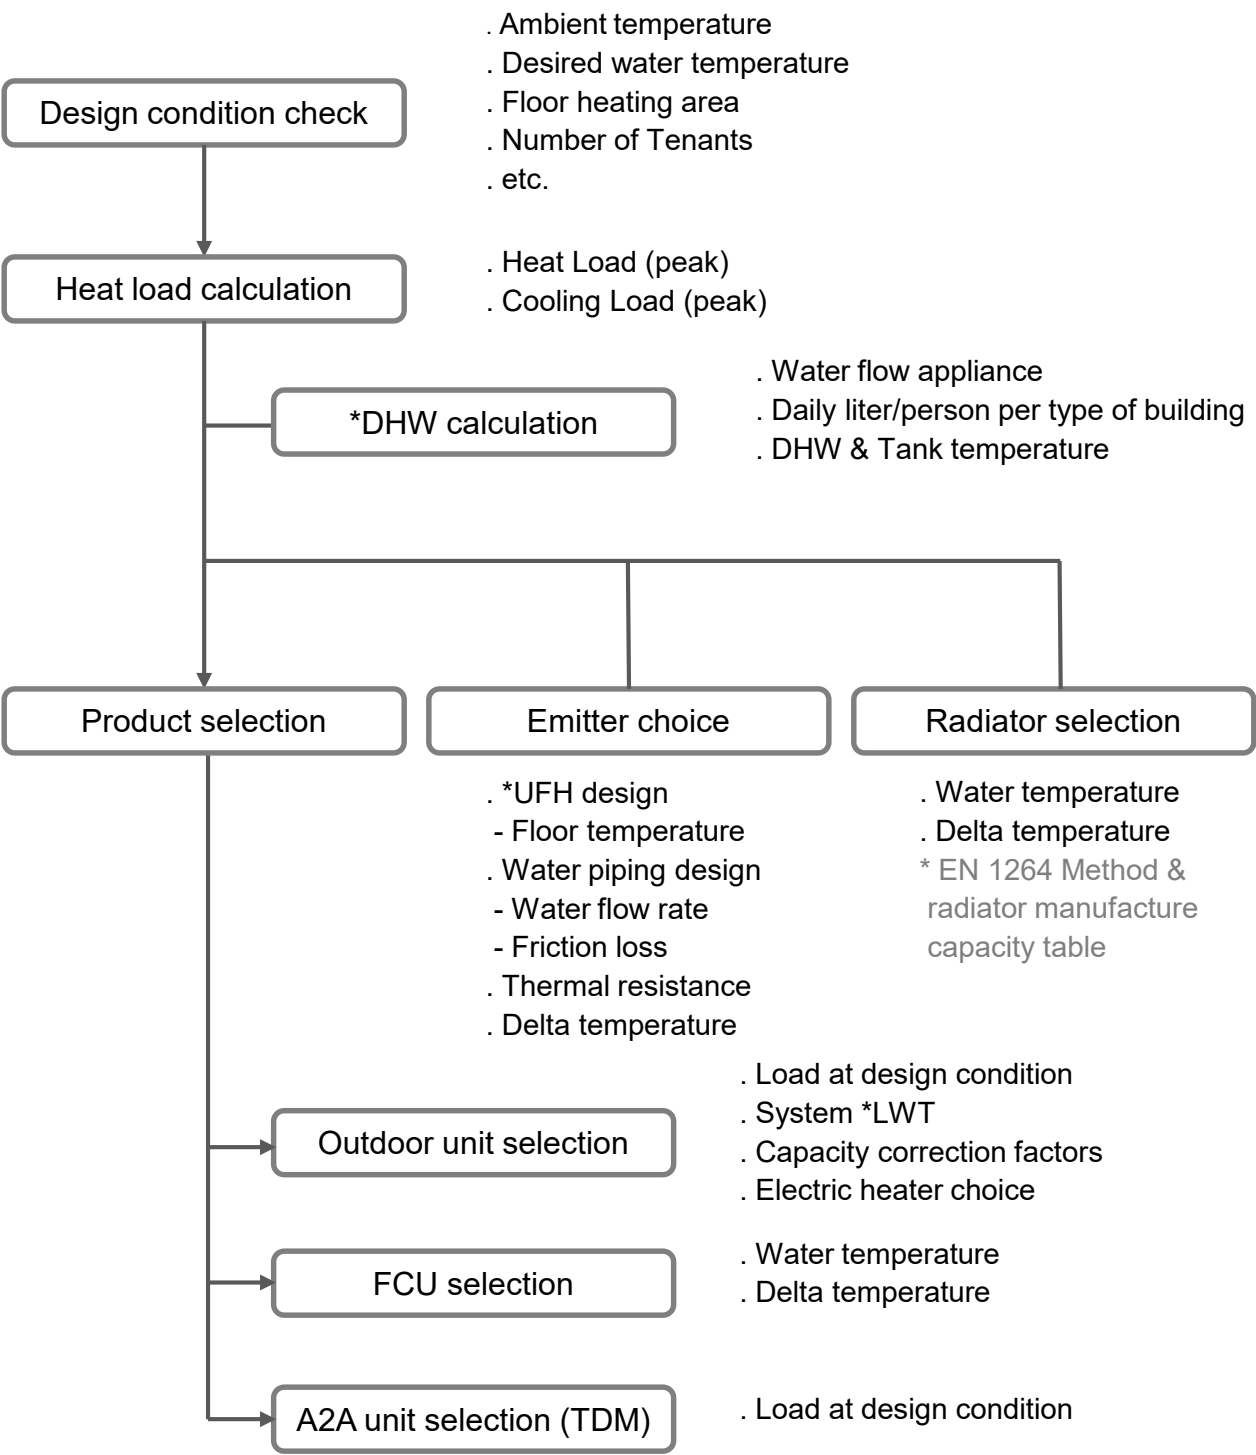 . Ambient temperature
. Desired water temperature
Design condition check
. Floor heating area
. Number of Tenants
. etc.
Heat load calculation
. Heat Load (peak)
. Cooling Load (peak)
*DHW calculation
. Water flow appliance
. Daily liter/person per type of building
. DHW & Tank temperature
Product selection
Emitter choice
Radiator selection
. *UFH design
- Floor temperature
. Water piping design
- Water flow rate
- Friction loss
. Thermal resistance
. Delta temperature
. Water temperature
. Delta temperature
* EN 1264 Method &
radiator manufacture
capacity table
Outdoor unit selection
. Load at design condition
. System *LWT
. Capacity correction factors
. Electric heater choice
FCU selection
. Water temperature
. Delta temperature
A2A unit selection (TDM)
. Load at design condition